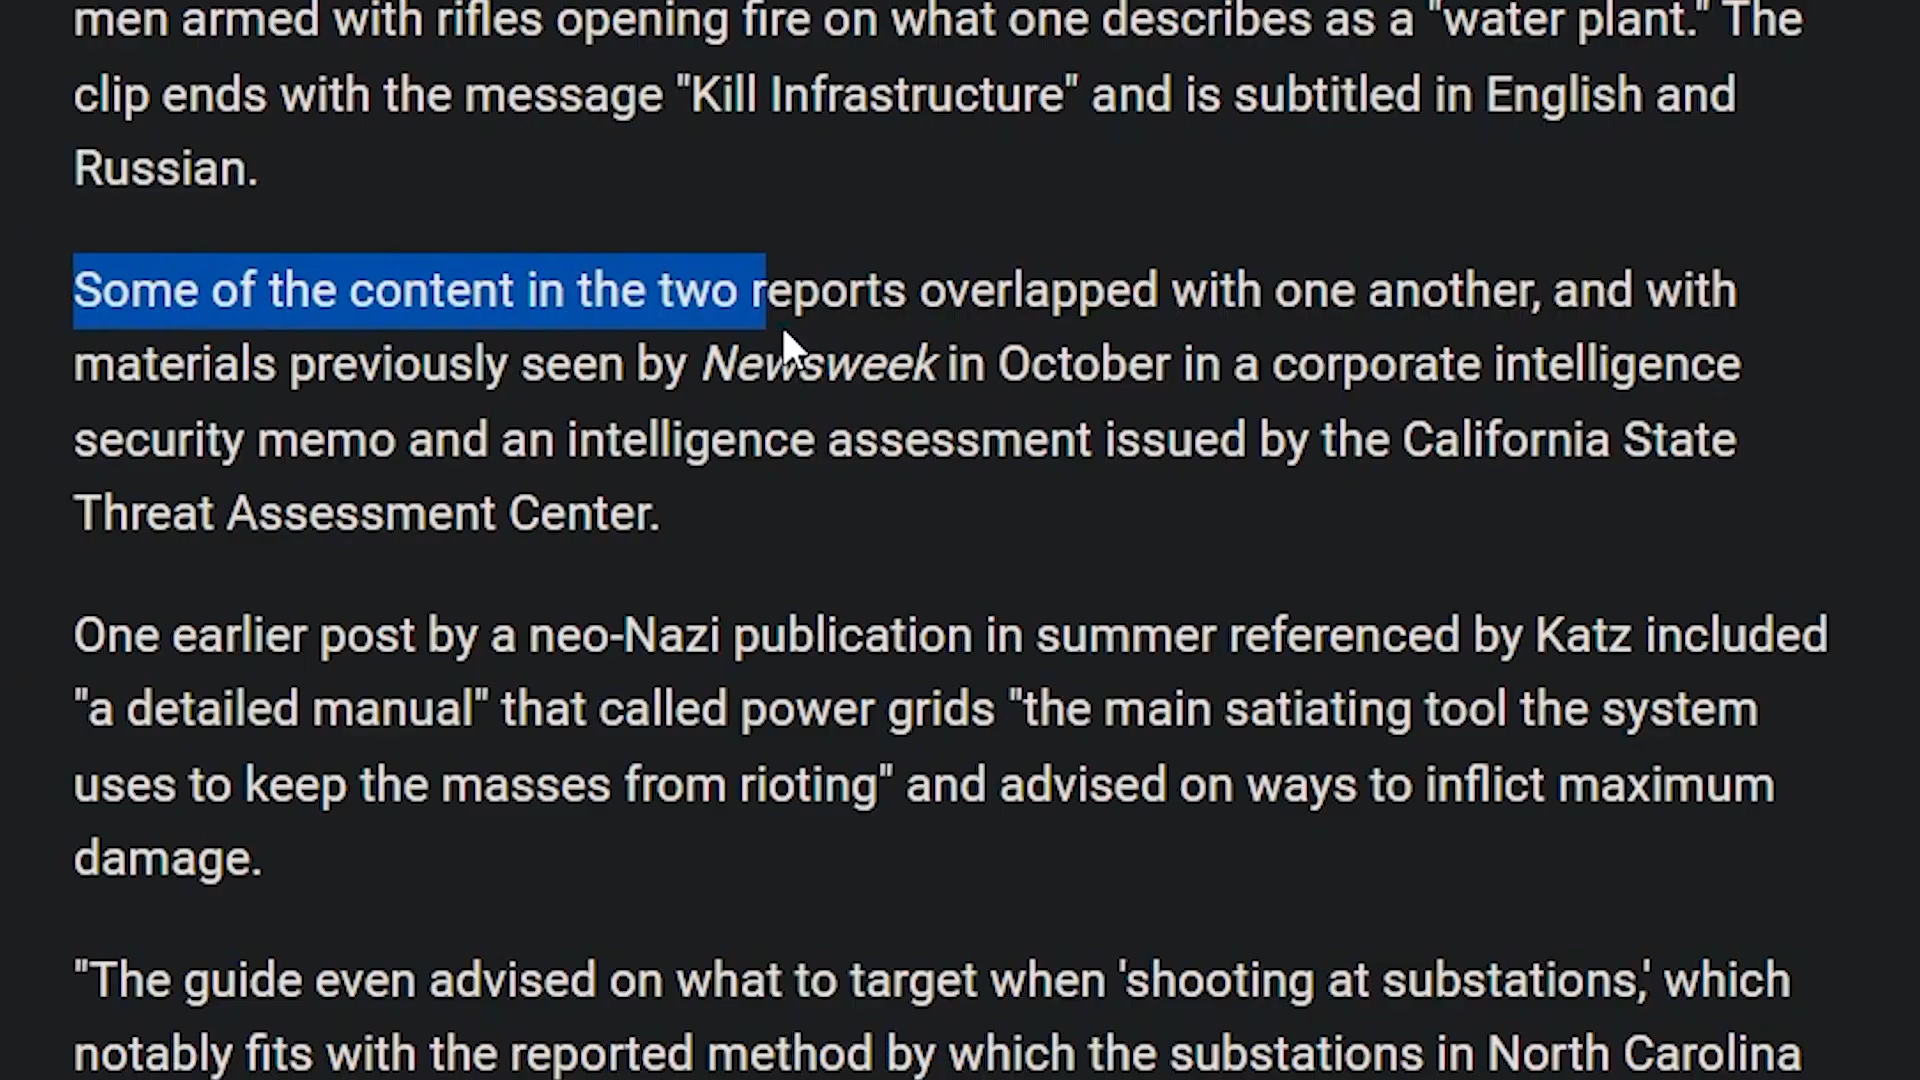 men armed with rifles opening fire on what one describes as a "water plant." The
clip ends with the message "Kill Infrastructure" and is subtitled in English and
Russian.
Some of the content in the two reports overlapped with one another, and with
materials previously seen by Newsweek in October in a corporate intelligence
security memo and an intelligence assessment issued by the California State
Threat Assessment Center.
One earlier post by a neo-Nazi publication in summer referenced by Katz included
"a detailed manual" that called power grids "the main satiating tool the system
uses to keep the masses from rioting" and advised on ways to inflict maximum
damage.
"The guide even advised on what to target when 'shooting at substations,' which
notably fits with the reported method by which the substations in North Carolina